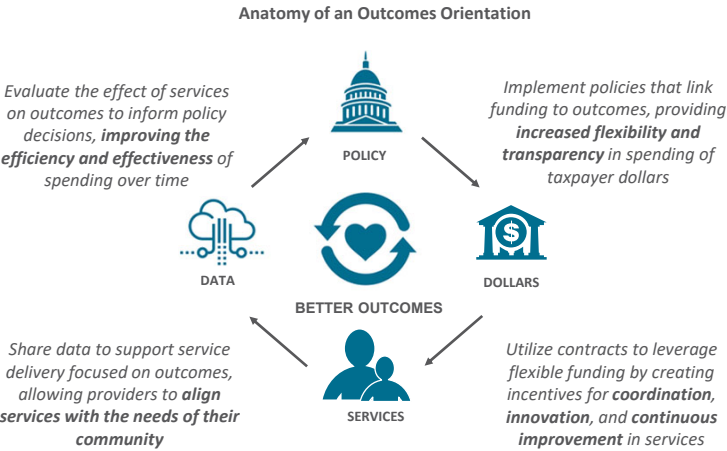 Anatomy of an Outcomes Orientation
Evaluate the effect of services
on outcomes to inform policy
decisions, improving the
efficiency and effectiveness of
spending over time
Implement policies that link
funding to outcomes, providing
increased flexibility and
transparency in spending of
taxpayer dollars
POLICY
$
DATA
DOLLARS
BETTER OUTCOMES
Share data to support service
delivery focused on outcomes,
allowing providers to align
services with the needs of their
community
SERVICES
Utilize contracts to leverage
flexible funding by creating
incentives for coordination,
innovation, and continuous
improvement in services